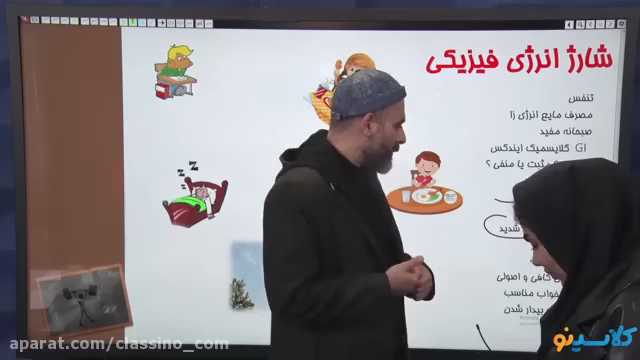 شارژ انرژی فیزیکی
تنفس
مصرف مایع انرژی زا
صبحانه مفید
GI گلایسمیک ایندکس
مثبت یا منفی ؟
شدید
کافی و اصولی
خواب مناسب
بیدار شدن
کلاسینو
aparat.com/classino_com